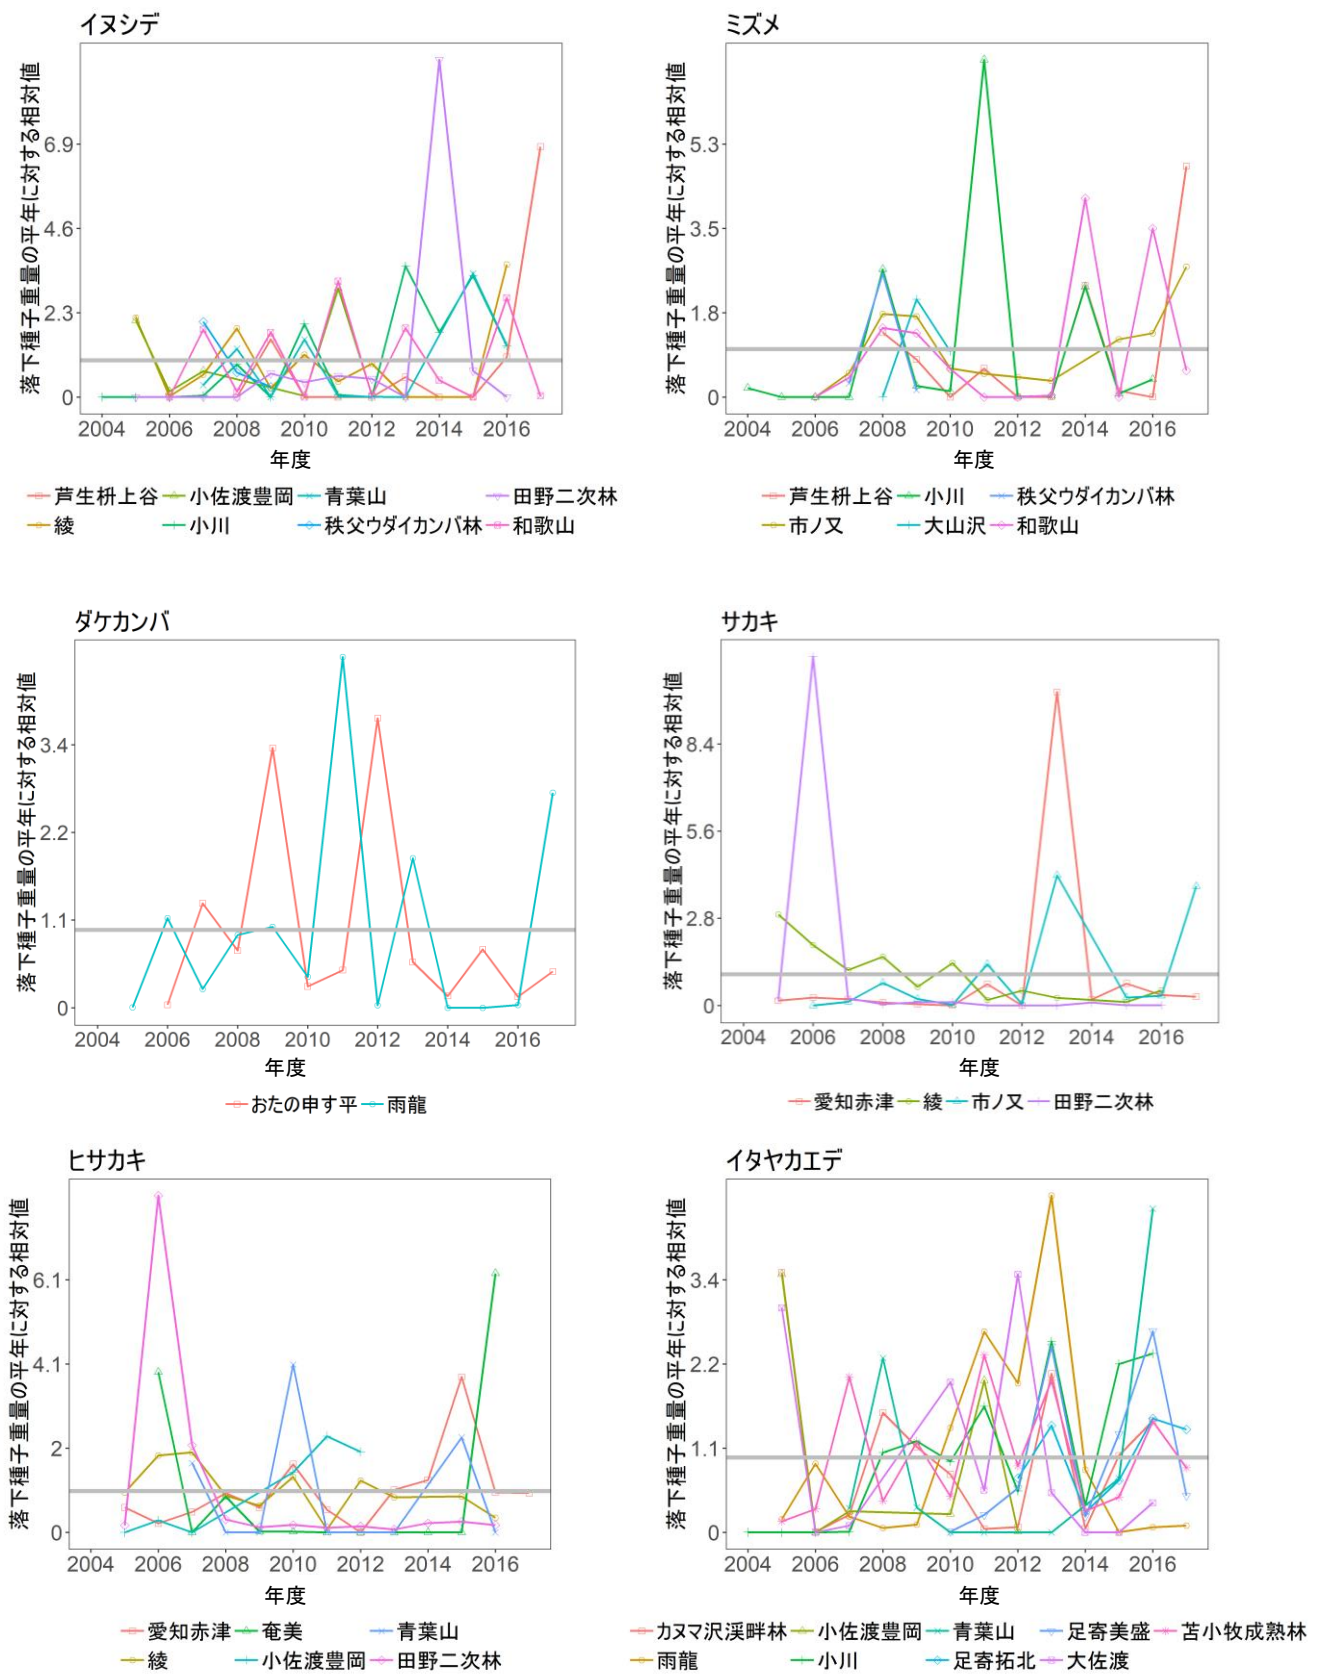 イヌシデ
落下種子重量の平年に対する相対値
6.9
4.6
2.3
0
2004 2006 2008 2010 2012 2014 2016
年度
芦生枡上谷 小佐渡豊岡 青葉山 田野二次林
綾 小川 秩父ウダイカンバ林 和歌山
ミズメ
落下種子重量の平年に対する相対値
5.3
3.5
1.8
0
2004 2006 2008 2010 2012 2014 2016
年度
芦生枡上谷 小川 秩父ウダイカンバ林
市ノ又 大山沢 和歌山
ダケカンバ
落下種子重量の平年に対する相対値
3.4
2.2
1.1
0
2004 2006 2008 2010 2012 2014 2016
年度
おたの申す平 雨龍
サカキ
落下種子重量の平年に対する相対値
8.4
5.6
2.8
0
2004 2006 2008 2010 2012 2014 2016
年度
愛知赤津 綾 市ノ又 田野二次林
ヒサカキ
落下種子重量の平年に対する相対値
6.1
4.1
2
0
2004 2006 2008 2010 2012 2014 2016
年度
愛知赤津 奄美 青葉山
綾 小佐渡豊岡 田野二次林
イタヤカエデ
落下種子重量の平年に対する相対値
3.4
2.2
1.1
0
2004 2006 2008 2010 2012 2014 2016
年度
カヌマ沢渓畔林 小佐渡豊岡 青葉山 足寄美盛 苫小牧成熟林
雨龍 小川 足寄拓北 大佐渡